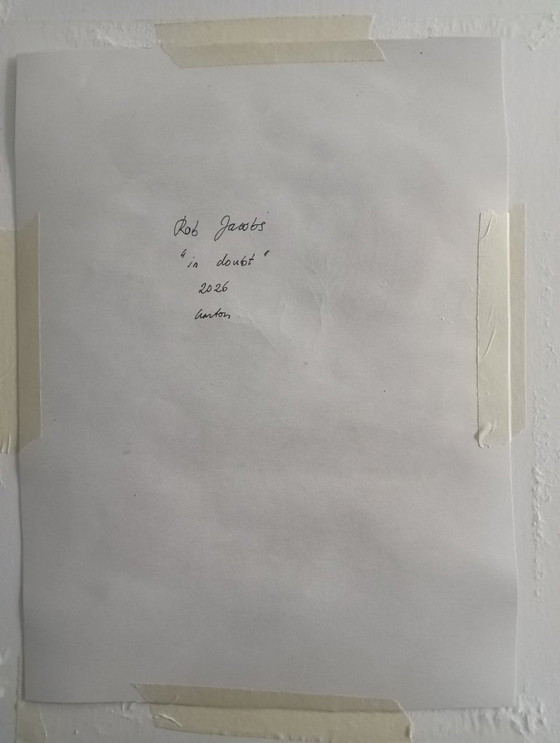 Rob Jacobs
"in doubt"
2026
karton